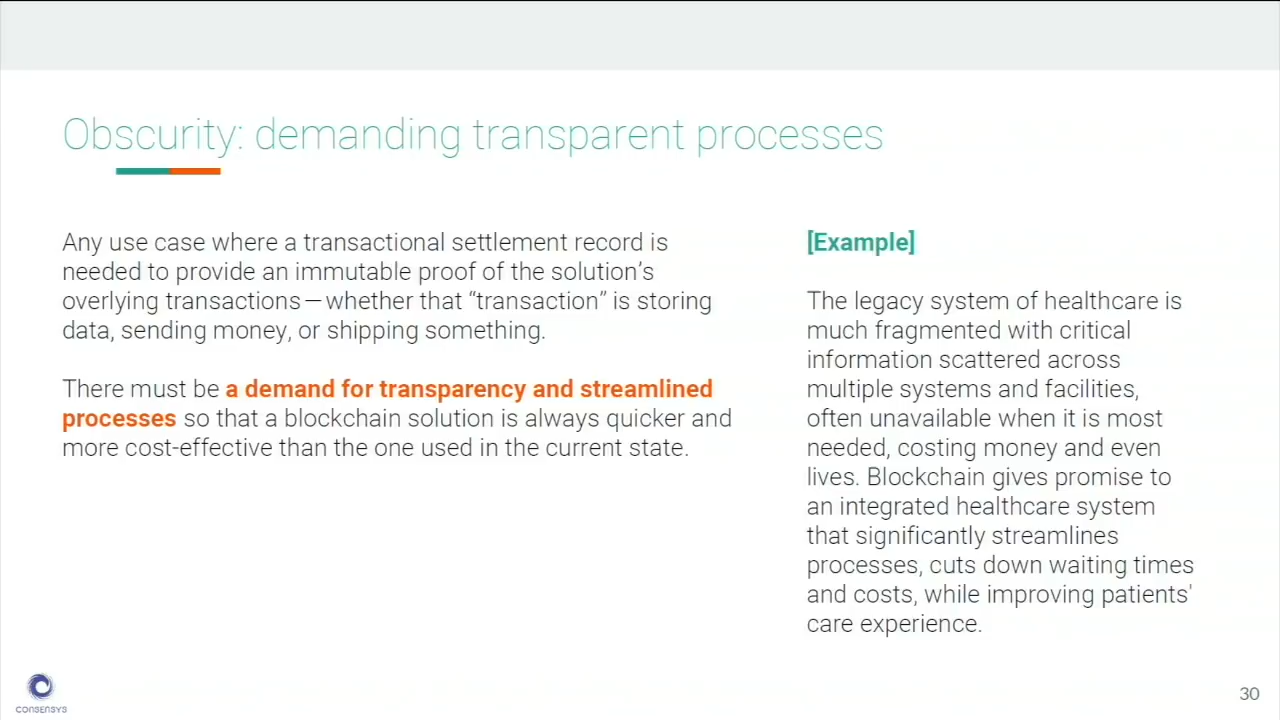 Obscurity: demanding transparent processes
Any use case where a transactional settlement record is
needed to provide an immutable proof of the solution’s
overlying transactions — whether that “transaction” is storing
data, sending money, or shipping something.
There must be a demand for transparency and streamlined
processes so that a blockchain solution is always quicker and
more cost-effective than the one used in the current state.
[Example]
The legacy system of healthcare is
much fragmented with critical
information scattered across
multiple systems and facilities,
often unavailable when it is most
needed, costing money and even
lives. Blockchain gives promise to
an integrated healthcare system
that significantly streamlines
processes, cuts down waiting times
and costs, while improving patients'
care experience.
CONSENSYS
30